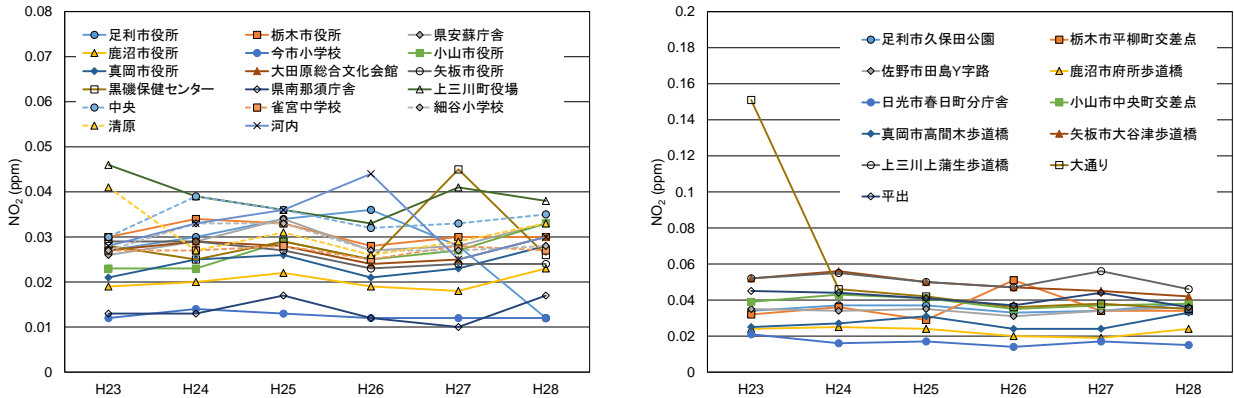 0.08
0.07
0.06
0.05
0.04
0.03
0.02
0.01
0
NO₂ (ppm)
足利市役所 栃木市役所 県安蘇庁舎
鹿沼市役所 今市小学校 小山市役所
真岡市役所 大田原総合文化会館 矢板市役所
黒磯保健センター 県南那須庁舎 上三川町役場
中央 雀宮中学校 細谷小学校
清原 河内
H23 H24 H25 H26 H27 H28
0.2
0.18
0.16
0.14
0.12
0.1
0.08
0.06
0.04
0.02
0
NO₂ (ppm)
足利市久保田公園 栃木市平柳町交差点
佐野市田島Y字路 鹿沼市府所歩道橋
日光市春日町分庁舎 小山市中央町交差点
真岡市高間木歩道橋 矢板市大谷津歩道橋
上三川上蒲生歩道橋 大通り
平出
H23 H24 H25 H26 H27 H28